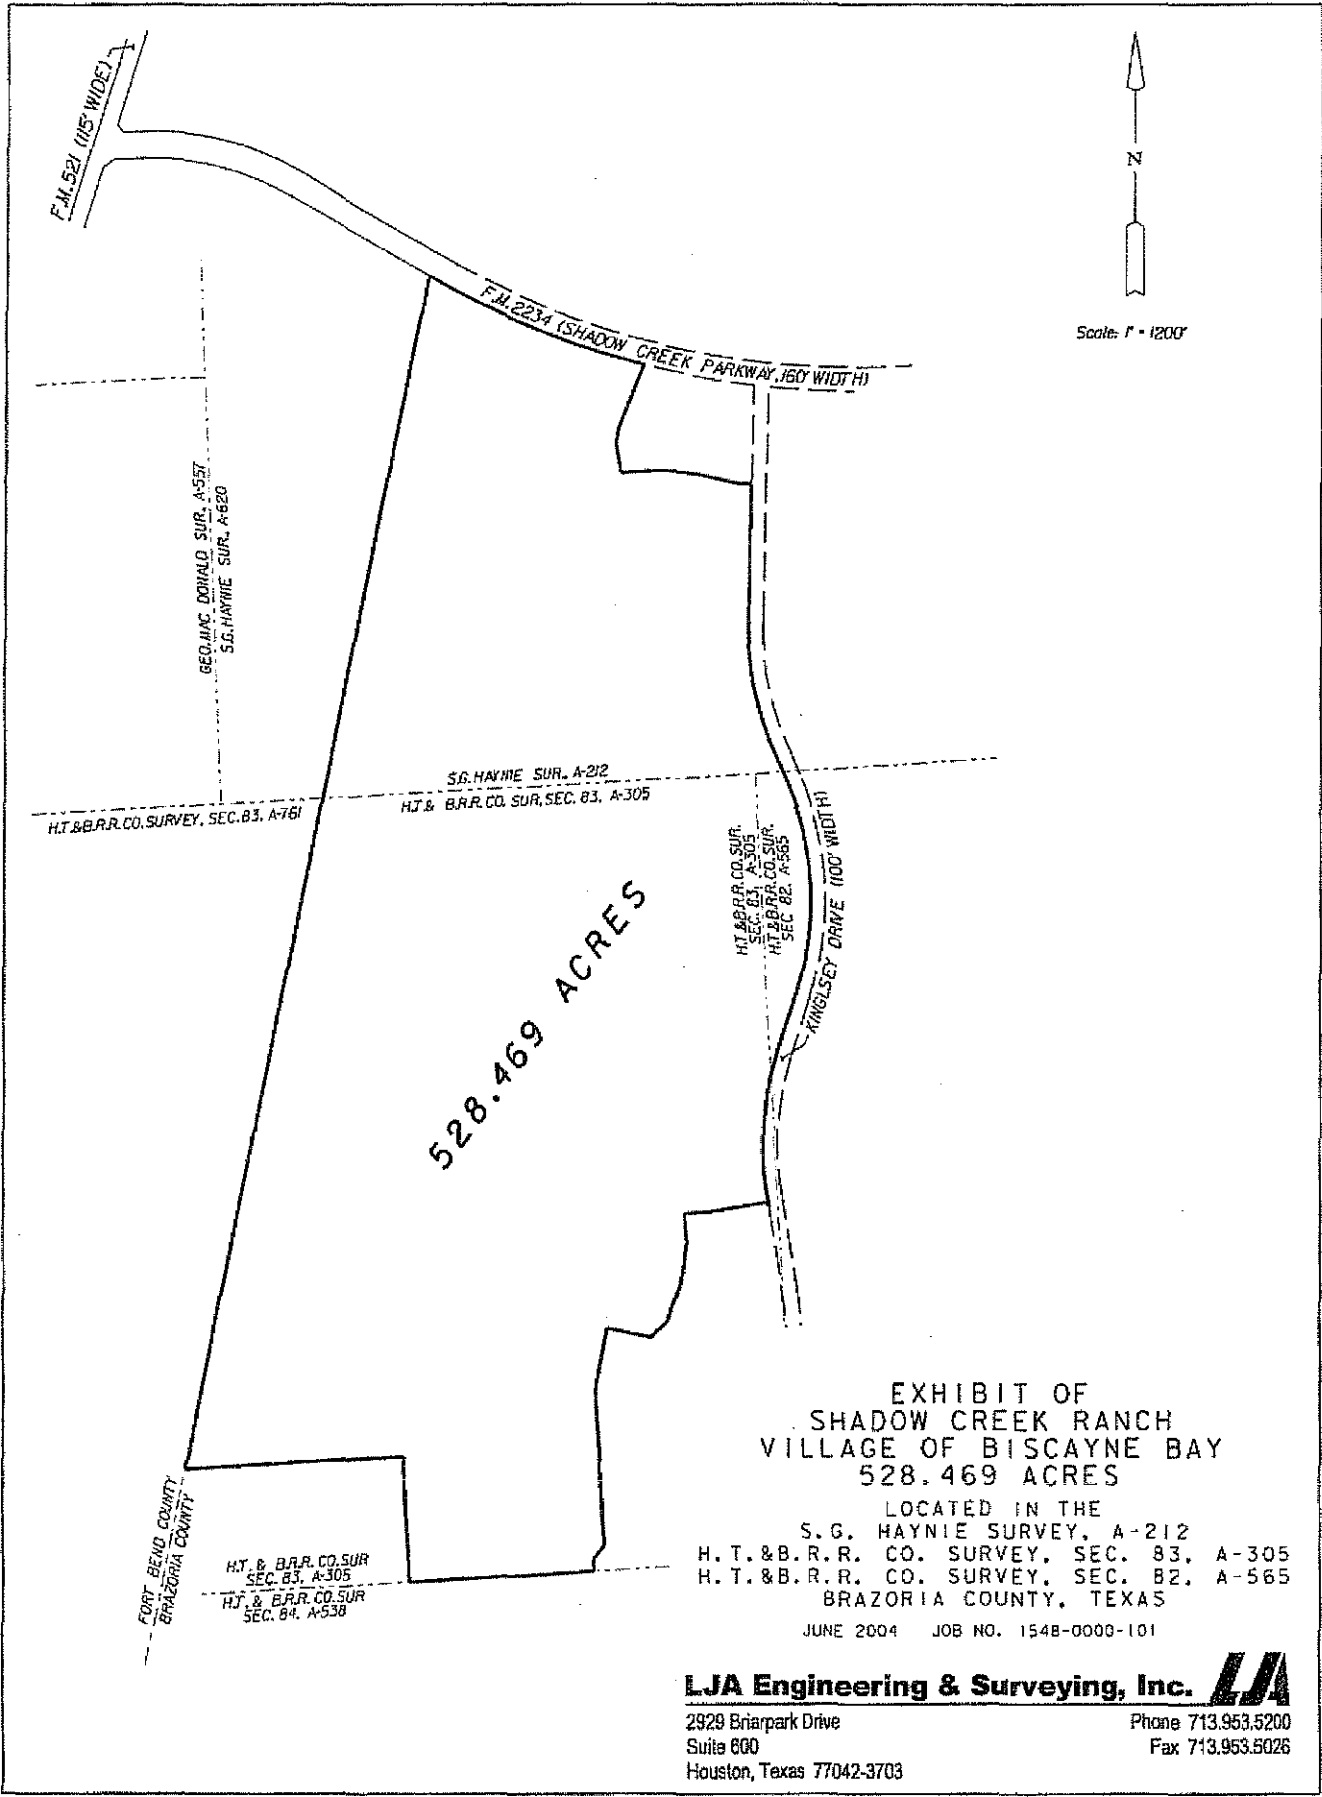 F.M.521 (115' WIDE)
N
Scale: 1" = 1200'
F.M.2234 (SHADOW CREEK PARKWAY, 160' WIDTH)
GEO.MAC DONALD SUR., A-557
S.G.HAYNIE SUR., A-620
S.G.HAYNIE SUR., A-212
H.T.& B.R.R.CO. SUR,SEC. 83, A-305
H.T.&B.R.R.CO.SURVEY, SEC.83, A-761
H.T.&B.R.R.CO.SUR.
SEC. 83, A-305
H.T.&B.R.R.CO.SUR.
SEC 82, A-565
KINGLSEY DRIVE (100' WIDTH)
528.469 ACRES
FORT BEND COUNTY
BRAZORIA COUNTY
H.T. & B.R.R. CO.SUR
SEC. 83, A-305
H.T. & B.R.R. CO.SUR
SEC. 84, A-538
EXHIBIT OF
SHADOW CREEK RANCH
VILLAGE OF BISCAYNE BAY
528.469 ACRES
LOCATED IN THE
S. G. HAYNIE SURVEY, A-212
H. T. &B. R. R. CO. SURVEY, SEC. 83, A-305
H. T. &B. R. R. CO. SURVEY, SEC. 82, A-565
BRAZORIA COUNTY, TEXAS
JUNE 2004 JOB NO. 1548-0000-101
LJA Engineering & Surveying, Inc. LJA
2929 Briarpark Drive Phone 713.953.5200
Suite 600 Fax 713.953.5026
Houston, Texas 77042-3703